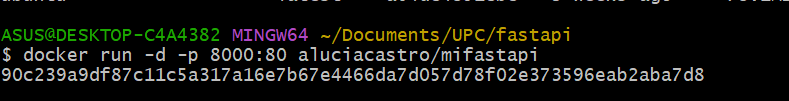 ASUS@DESKTOP-C4A4382 MINGW64 ~/Documents/UPC/fastapi
$ docker run -d -p 8000:80 aluciacastro/mifastapi
90c239a9df87c11c5a317a16e7b67e4466da7d057d78f02e373596eab2aba7d8